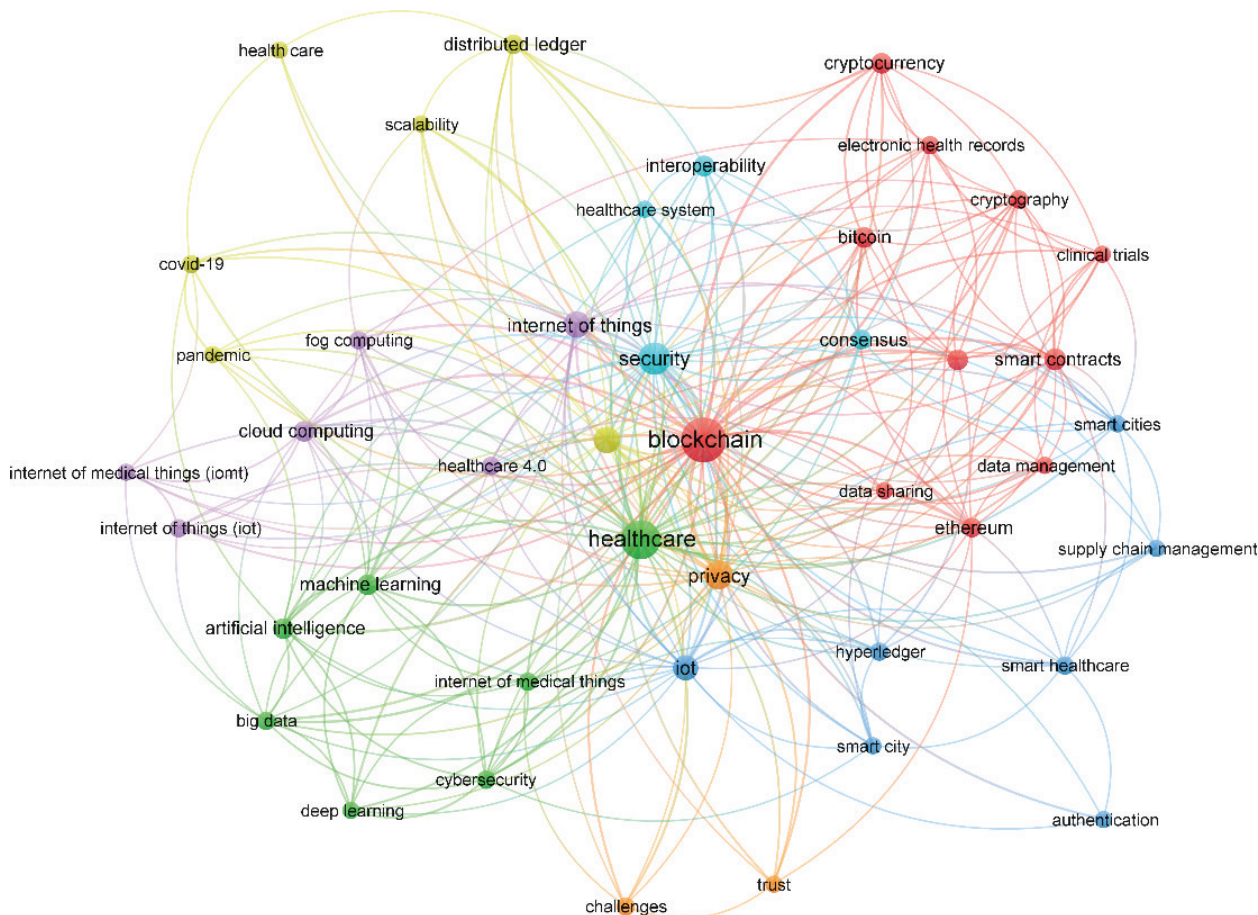 distributed ledger
health care
cryptocurrency
scalability
electronic health records
interoperability
cryptography
healthcare system
bitcoin
clinical trials
covid-19
internet of things
fog computing
consensus
pandemic
security
smart contracts
smart cities
cloud computing
blockchain
healthcare 4.0
data management
internet of medical things (iomt)
data sharing
internet of things (iot)
ethereum
healthcare
supply chain management
privacy
machine learning
artificial intelligence
hyperledger
iot
smart healthcare
internet of medical things
big data
smart city
cybersecurity
deep learning
authentication
trust
challenges